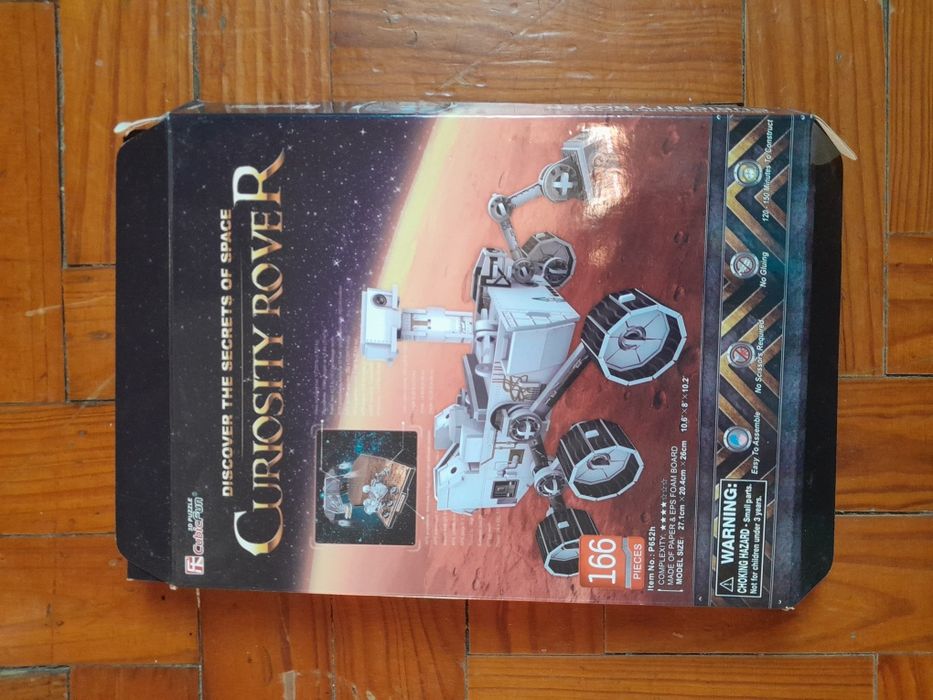 3D PUZZLE
CubicFun®
DISCOVER THE SECRETS OF SPACE
CURIOSITY ROVER
166
PIECES
Item No.: P652h
COMPLEXITY: ★★★★☆☆☆
MADE OF PAPER & EPS FOAM BOARD
MODEL SIZE: 27.1cm × 20.4cm × 26cm 10.6" × 8" × 10.2"
WARNING:
CHOKING HAZARD - Small parts.
Not for children under 3 years.
Easy To Assemble
No Scissors Required
No Gluing
120 - 150 Minutes To Construct